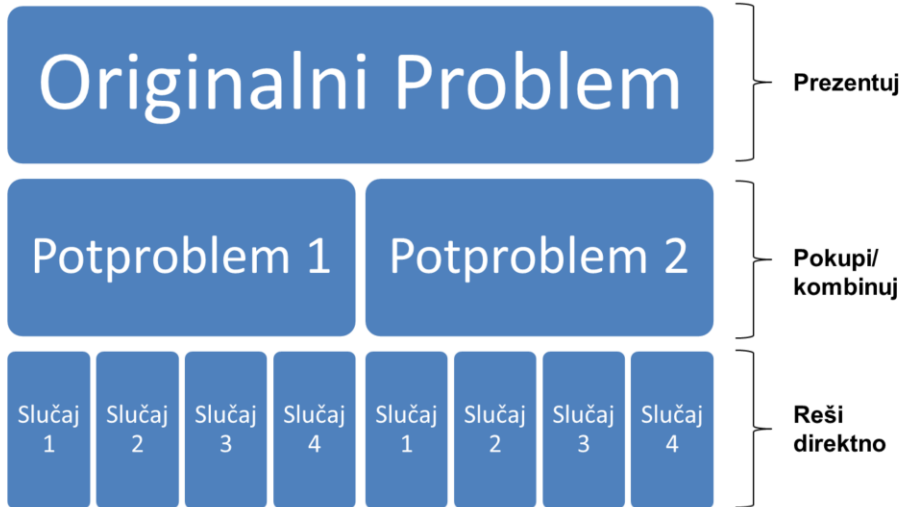 Originalni Problem
Prezentuj
Potproblem 1
Potproblem 2
Pokupi/
kombinuj
Slučaj
1
Slučaj
2
Slučaj
3
Slučaj
4
Slučaj
1
Slučaj
2
Slučaj
3
Slučaj
4
Reši
direktno